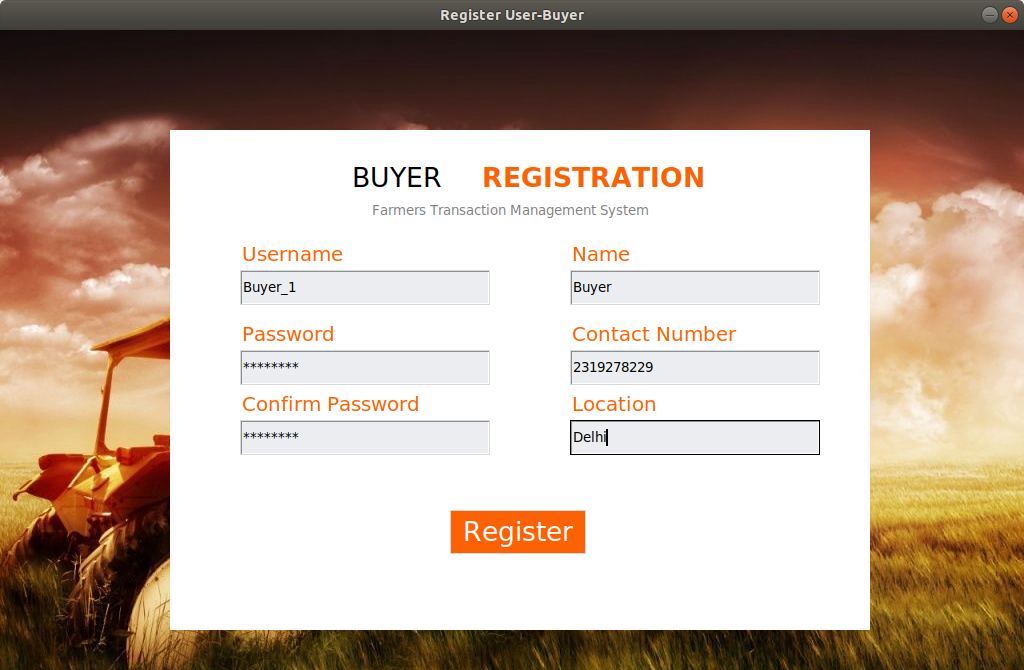 Register User-Buyer
BUYER REGISTRATION
Farmers Transaction Management System
Username
Name
Buyer_1
Buyer
Password
Contact Number
********
2319278229
Confirm Password
Location
********
Delhi
Register